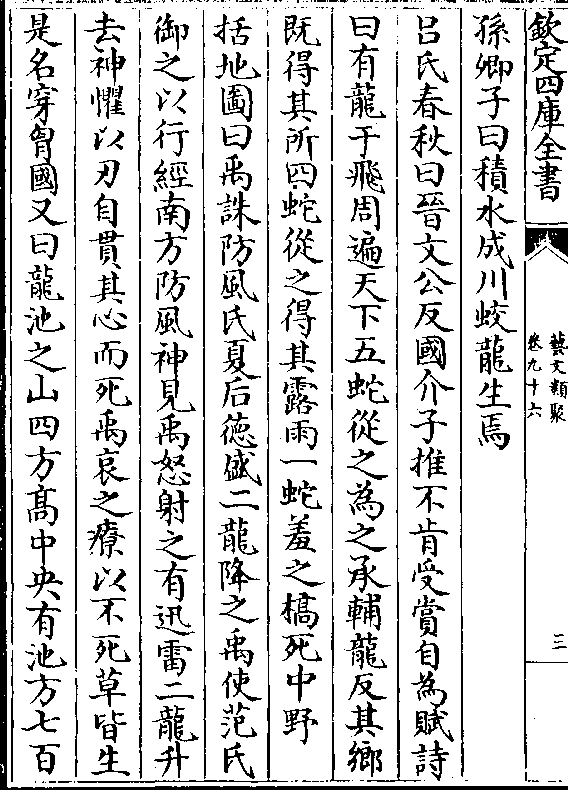 欽定四庫全書
藝文類聚
卷九十六
三
孫卿子曰積水成川蛟龍生焉
吕氏春秋曰晉文公反國介子推不肯受賞自為賦詩
曰有龍干飛周遍天下五蛇從之為之承輔龍反其鄉
既得其所四蛇從之得其露雨一蛇羞之槁死中野
括地圖曰禹誅防風氏夏后徳盛二龍降之禹使范氏
御之以行經南方防風神見禹怒射之有迅雷二龍升
去神懼以刃自貫其心而死禹哀之療以不死草皆生
是名穿胷國又曰龍池之山四方髙中央有池方七百